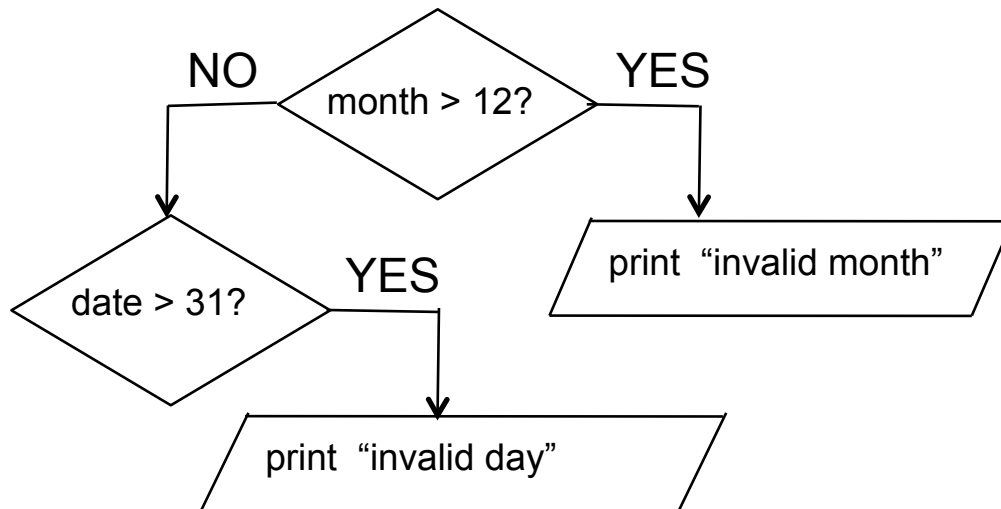 NO
YES
month > 12?
print “invalid month”
YES
date > 31?
print “invalid day”